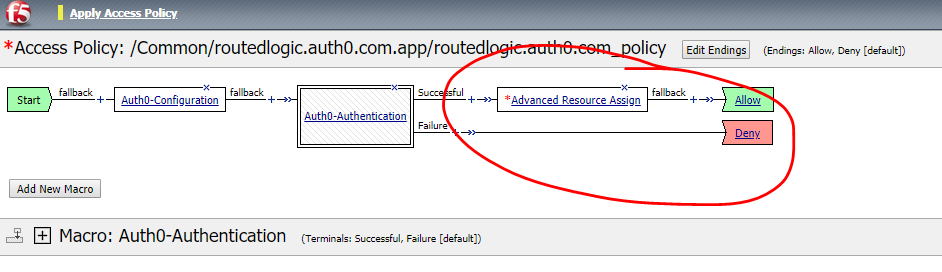 f5 Apply Access Policy
*Access Policy: /Common/routedlogic.auth0.com.app/routedlogic.auth0.com_policy Edit Endings (Endings: Allow, Deny [default])
Start fallback + Auth0-Configuration fallback + Auth0-Authentication Successful + *Advanced Resource Assign fallback + Allow
Failure + Deny
Add New Macro
+ Macro: Auth0-Authentication (Terminals: Successful, Failure [default])